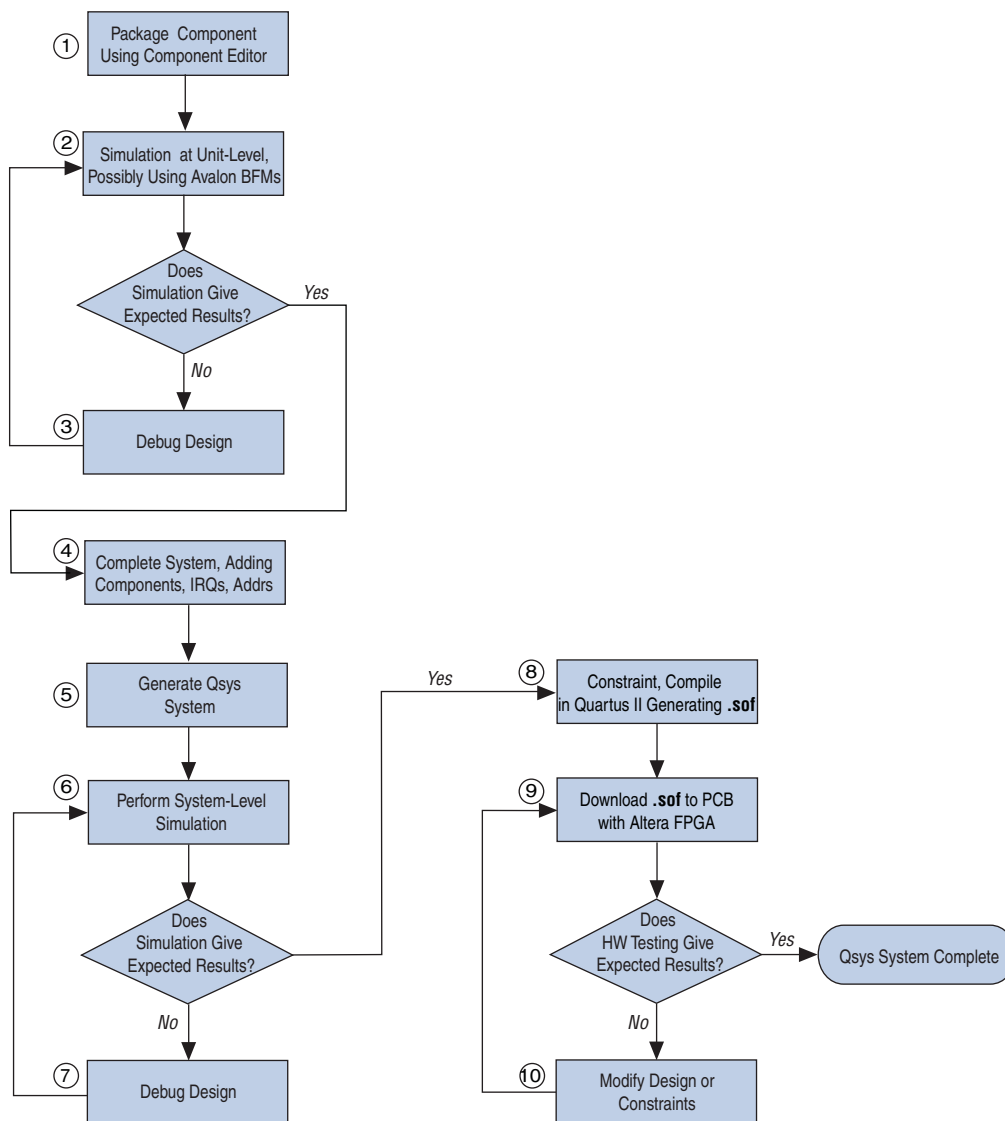 1
Package Component
Using Component Editor
2
Simulation at Unit-Level,
Possibly Using Avalon BFMs
Does
Simulation Give
Expected Results?
Yes
No
3
Debug Design
4
Complete System, Adding
Components, IRQs, Addrs
5
Generate Qsys
System
6
Perform System-Level
Simulation
Does
Simulation Give
Expected Results?
Yes
No
7
Debug Design
8
Constraint, Compile
in Quartus II Generating .sof
9
Download .sof to PCB
with Altera FPGA
Does
HW Testing Give
Expected Results?
Yes
Qsys System Complete
No
10
Modify Design or
Constraints